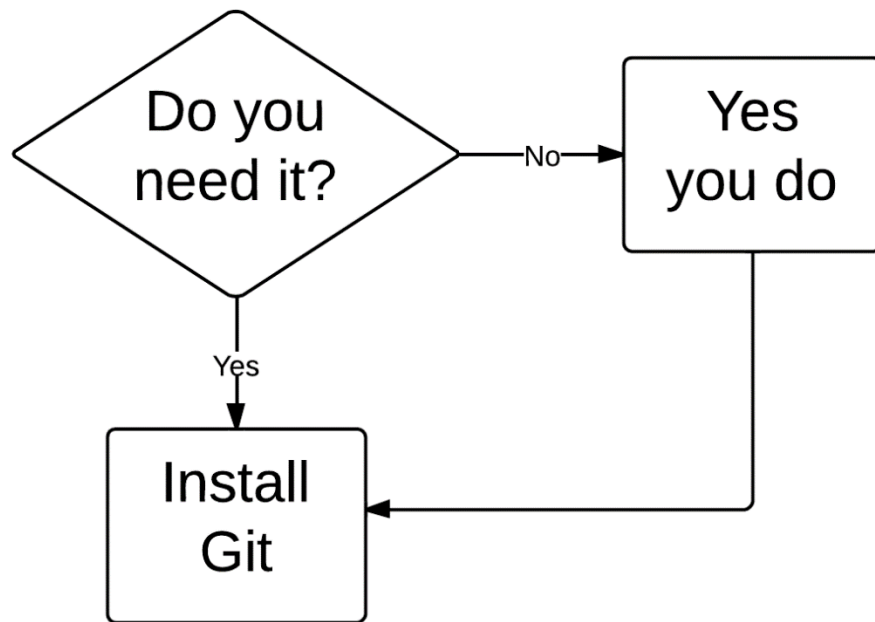 Do you
need it?
No
Yes
you do
Yes
Install
Git